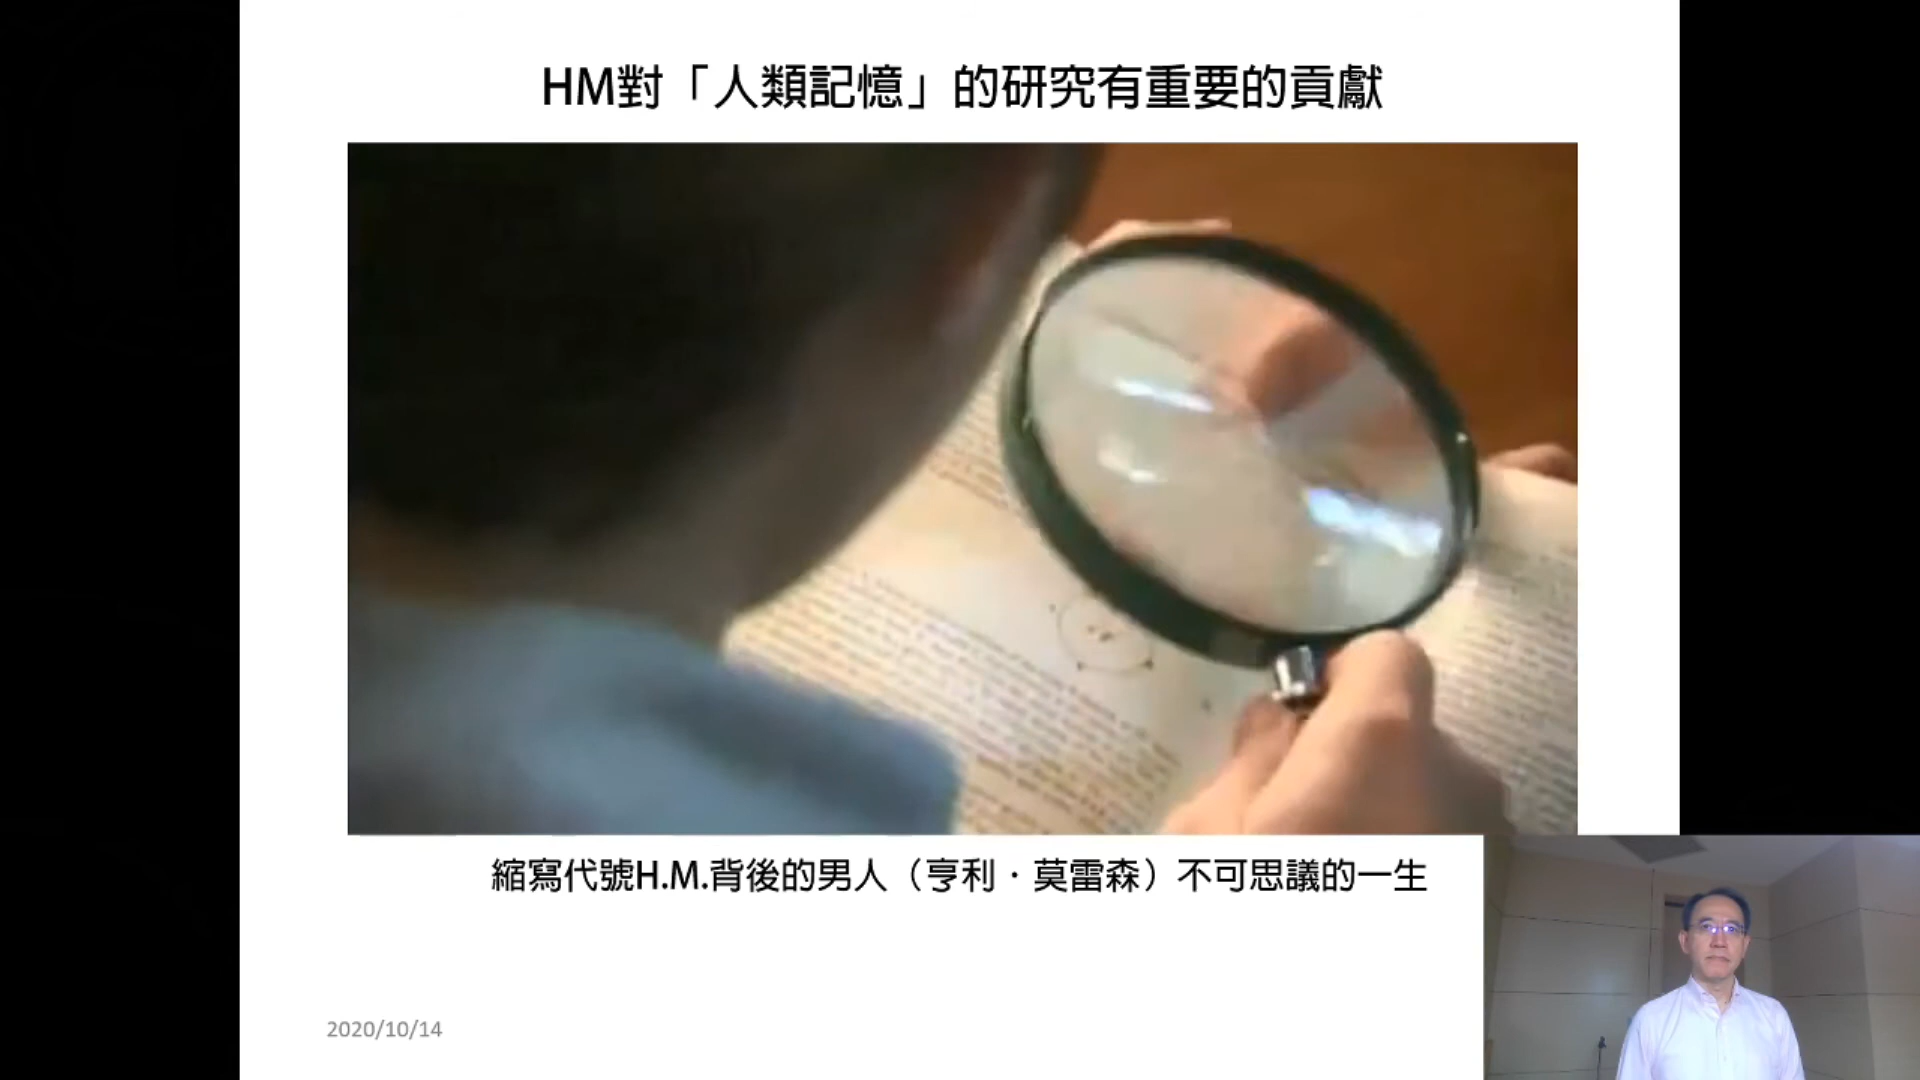 HM對「人類記憶」的研究有重要的貢獻
縮寫代號H.M.背後的男人（亨利·莫雷森）不可思議的一生
2020/10/14